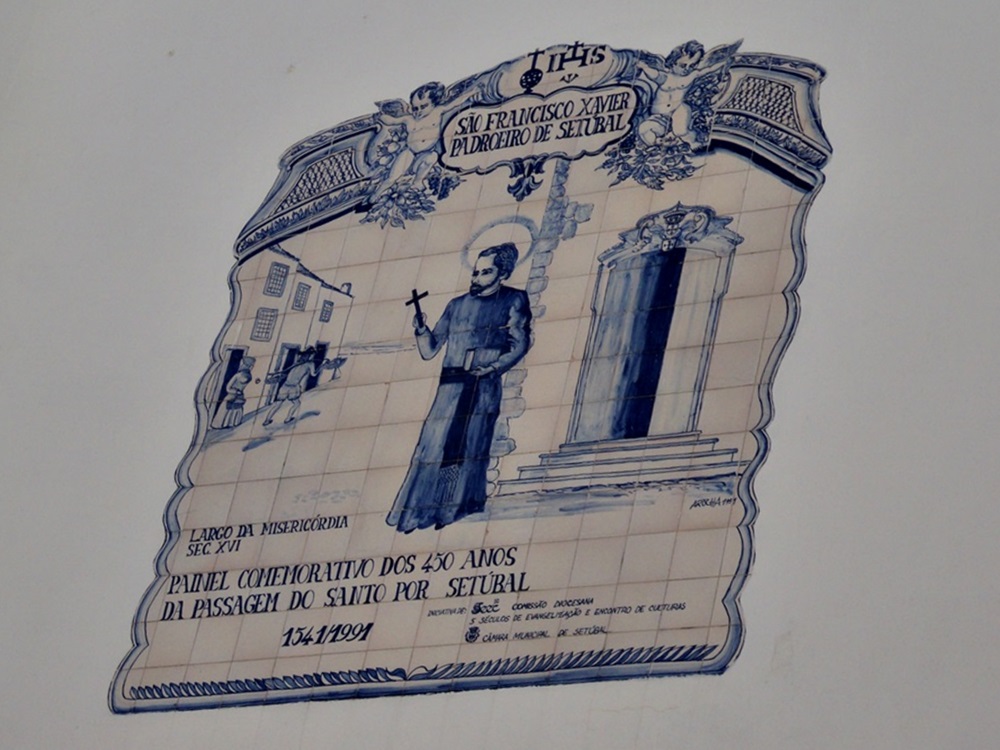 IHS
SÃO FRANCISCO XAVIER
PADROEIRO DE SETÚBAL
LARGO DA MISERICÓRDIA
SEC. XVI
PAINEL COMEMORATIVO DOS 450 ANOS
DA PASSAGEM DO SANTO POR SETÚBAL
1541/1991
INICIATIVA DE: COMISSÃO DIOCESANA
5 SÉCULOS DE EVANGELIZAÇÃO E ENCONTRO DE CULTURAS
CÂMARA MUNICIPAL DE SETÚBAL